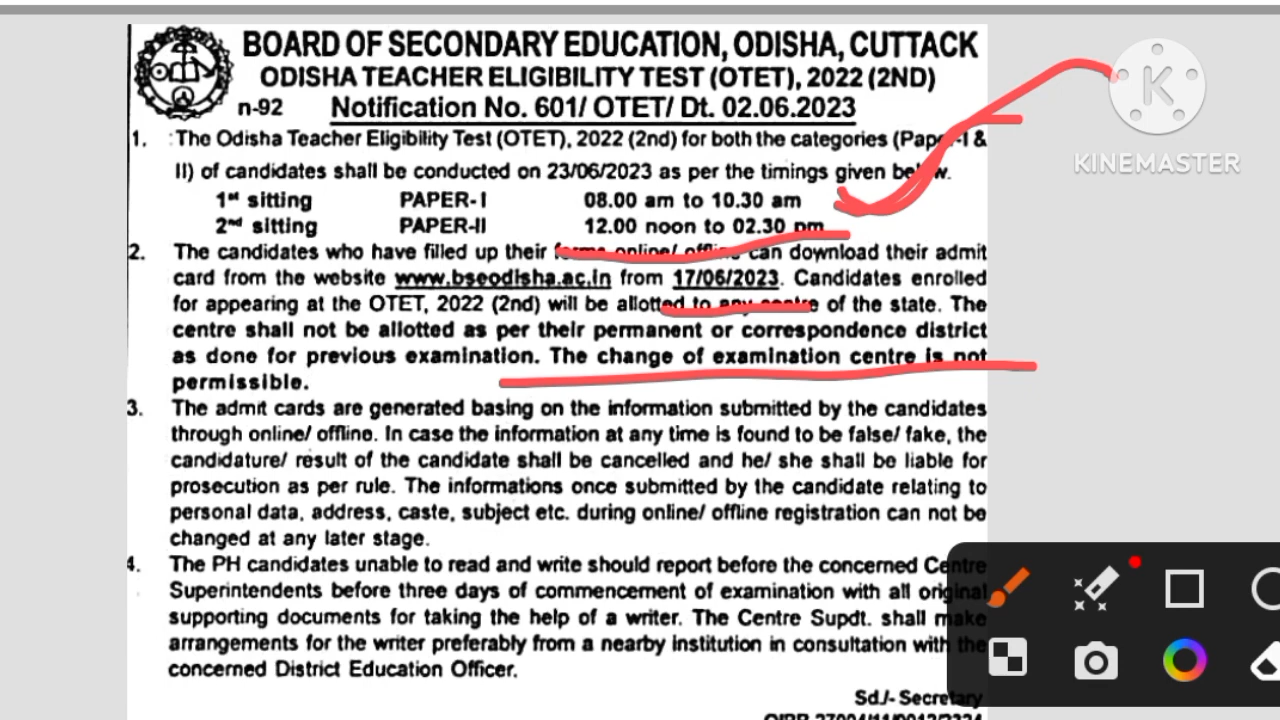 BOARD OF SECONDARY EDUCATION, ODISHA, CUTTACK
ODISHA TEACHER ELIGIBILITY TEST (OTET), 2022 (2ND)
n-92 Notification No. 601/ OTET/ Dt. 02.06.2023
1. The Odisha Teacher Eligibility Test (OTET), 2022 (2nd) for both the categories (Paper-I &
II) of candidates shall be conducted on 23/06/2023 as per the timings given below.
1st sitting PAPER-I 08.00 am to 10.30 am
2nd sitting PAPER-II 12.00 noon to 02.30 pm
2. The candidates who have filled up their forms online/ offline can download their admit
card from the website www.bseodisha.ac.in from 17/06/2023. Candidates enrolled
for appearing at the OTET, 2022 (2nd) will be allotted to any centre of the state. The
centre shall not be allotted as per their permanent or correspondence district
as done for previous examination. The change of examination centre is not
permissible.
3. The admit cards are generated basing on the information submitted by the candidates
through online/ offline. In case the information at any time is found to be false/ fake, the
candidature/ result of the candidate shall be cancelled and he/ she shall be liable for
prosecution as per rule. The informations once submitted by the candidate relating to
personal data, address, caste, subject etc. during online/ offline registration can not be
changed at any later stage.
4. The PH candidates unable to read and write should report before the concerned Centre
Superintendents before three days of commencement of examination with all original
supporting documents for taking the help of a writer. The Centre Supdt. shall make
arrangements for the writer preferably from a nearby institution in consultation with the
concerned District Education Officer.
Sd./- Secretary
K
KINEMASTER